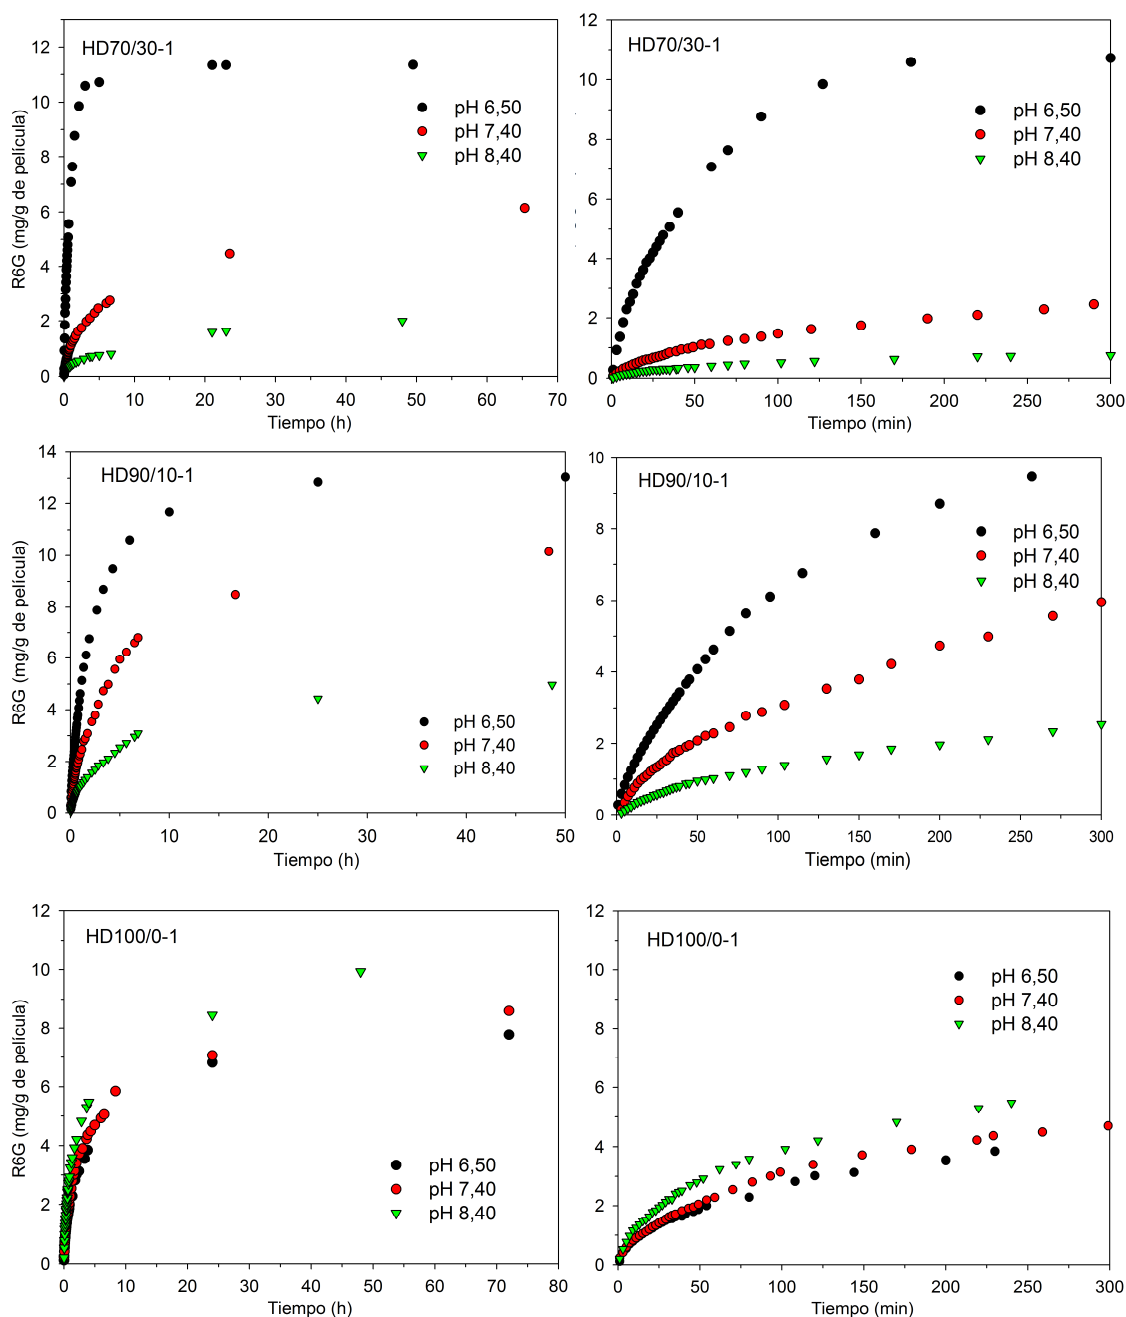 HD70/30-1
R6G (mg/g de película)
12
10
8
6
4
2
0
pH 6,50
pH 7,40
pH 8,40
0 10 20 30 40 50 60 70
Tiempo (h)
HD70/30-1
12
10
8
6
4
2
0
pH 6,50
pH 7,40
pH 8,40
0 50 100 150 200 250 300
Tiempo (min)
HD90/10-1
R6G (mg/g de película)
14
12
10
8
6
4
2
0
pH 6,50
pH 7,40
pH 8,40
0 10 20 30 40 50
Tiempo (h)
HD90/10-1
10
8
6
4
2
0
pH 6,50
pH 7,40
pH 8,40
0 50 100 150 200 250 300
Tiempo (min)
HD100/0-1
R6G (mg/g de película)
12
10
8
6
4
2
0
pH 6,50
pH 7,40
pH 8,40
0 10 20 30 40 50 60 70 80
Tiempo (h)
HD100/0-1
12
10
8
6
4
2
0
pH 6,50
pH 7,40
pH 8,40
0 50 100 150 200 250 300
Tiempo (min)